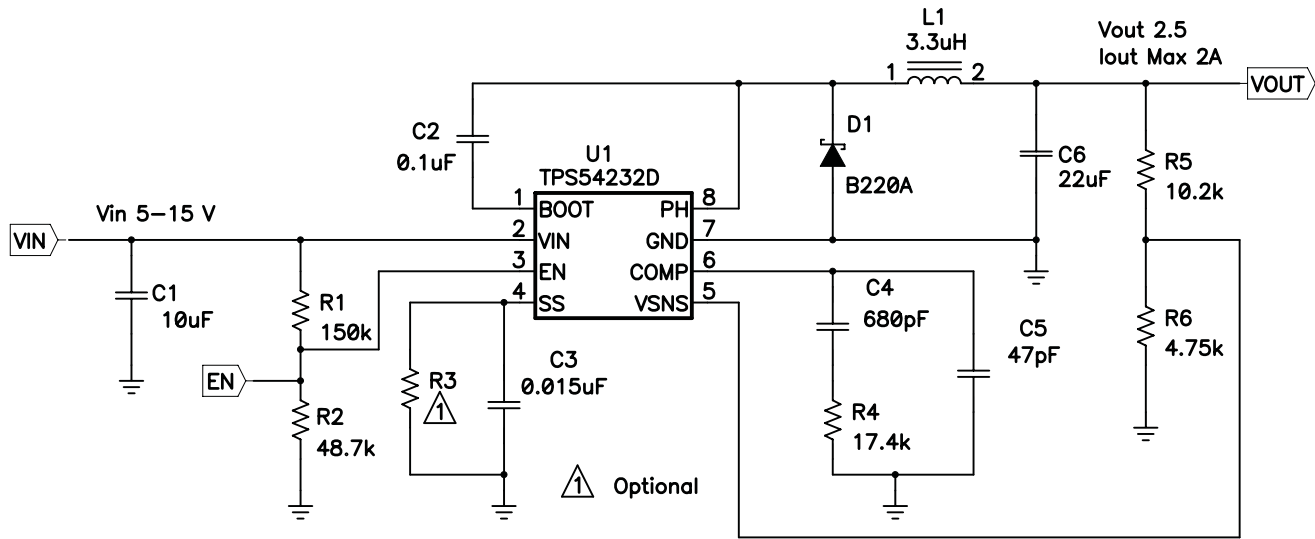 L1
3.3uH
1
2
Vout 2.5
Iout Max 2A
VOUT
C2
0.1uF
D1
B220A
C6
22uF
R5
10.2k
U1
TPS54232D
1 BOOT PH 8
2 VIN GND 7
3 EN COMP 6
4 SS VSNS 5
Vin 5-15 V
VIN
C1
10uF
R1
150k
EN
R2
48.7k
R3
1
C3
0.015uF
C4
680pF
C5
47pF
R4
17.4k
R6
4.75k
1 Optional